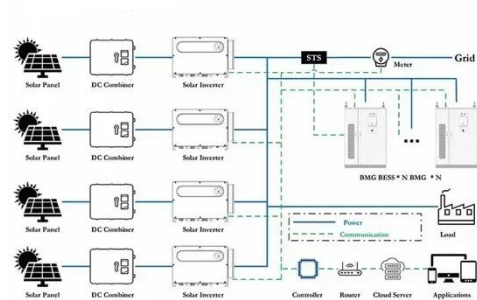 STS
Grid
Meter
Solar Panel
DC Combiner
Solar Inverter
Solar Panel
DC Combiner
Solar Inverter
BMG BESS * N BMG * N
Solar Panel
DC Combiner
Solar Inverter
Power
Communication
Load
Solar Panel
DC Combiner
Solar Inverter
Controller
Router
Cloud Server
Applications